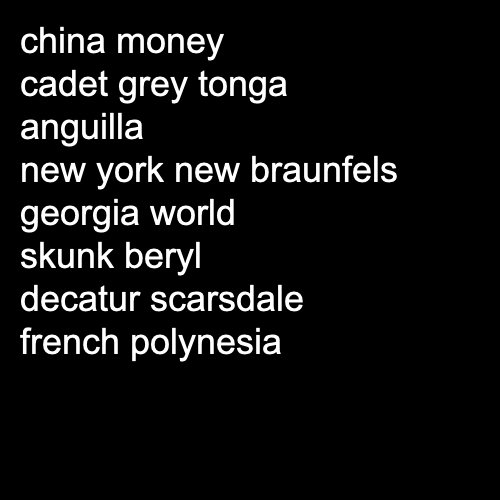 china money
cadet grey tonga
anguilla
new york new braunfels
georgia world
skunk beryl
decatur scarsdale
french polynesia